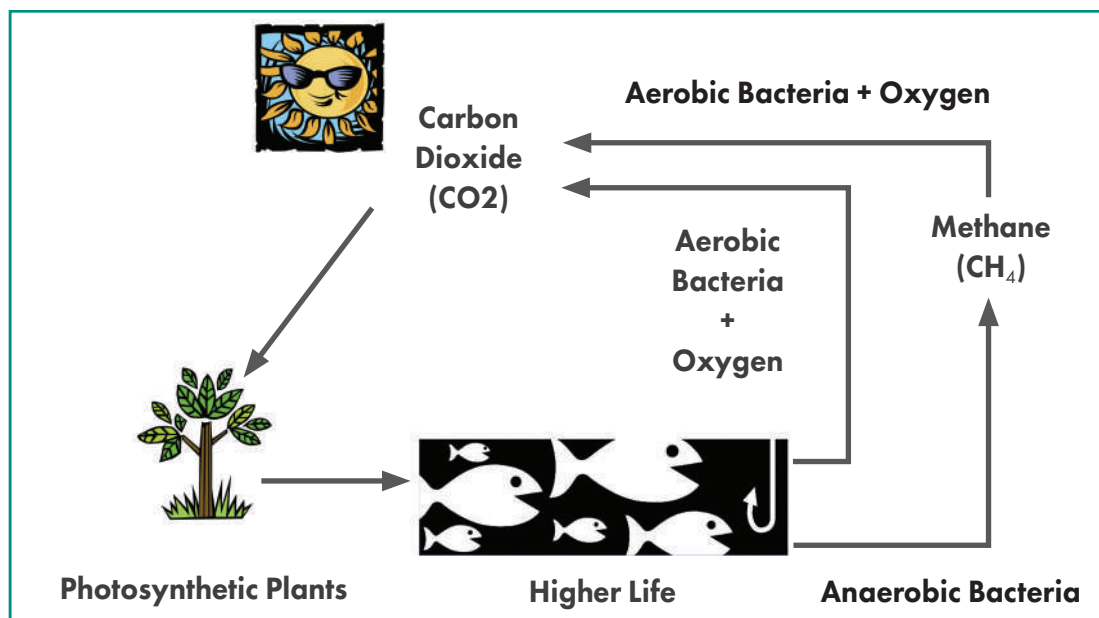 Aerobic Bacteria + Oxygen
Carbon
Dioxide
(CO2)
Aerobic
Bacteria
+
Oxygen
Methane
(CH₄)
Photosynthetic Plants
Higher Life
Anaerobic Bacteria